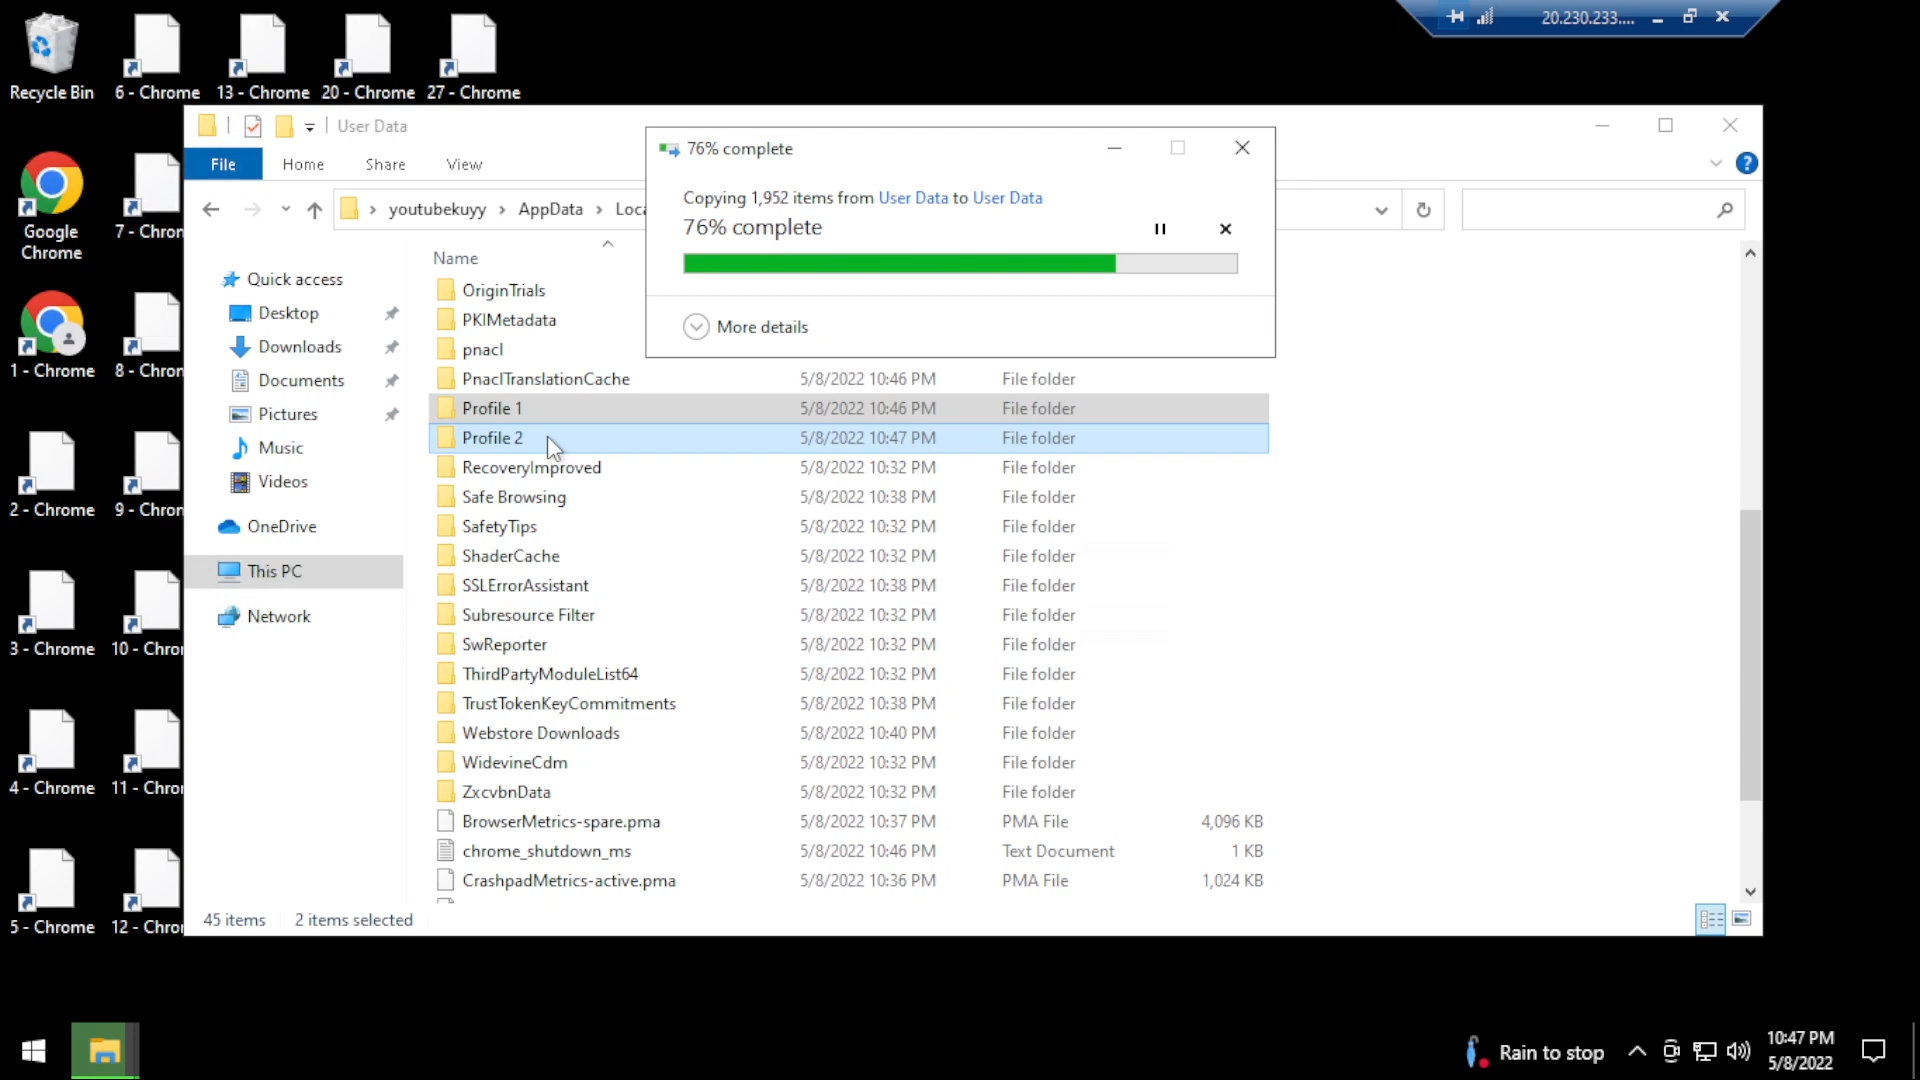 20.230.233....
Recycle Bin
6 - Chrome
13 - Chrome
20 - Chrome
27 - Chrome
User Data
File
Home
Share
View
?
youtubekuyy
AppData
Loca
76% complete
Copying 1,952 items from User Data to User Data
76% complete
More details
Google
Chrome
7 - Chron
1 - Chrome
8 - Chron
2 - Chrome
9 - Chron
3 - Chrome
10 - Chror
4 - Chrome
11 - Chror
5 - Chrome
12 - Chror
Quick access
Desktop
Downloads
Documents
Pictures
Music
Videos
OneDrive
This PC
Network
Name
OriginTrials
PKIMetadata
pnacl
PnaclTranslationCache 5/8/2022 10:46 PM File folder
Profile 1 5/8/2022 10:46 PM File folder
Profile 2 5/8/2022 10:47 PM File folder
RecoveryImproved 5/8/2022 10:32 PM File folder
Safe Browsing 5/8/2022 10:38 PM File folder
SafetyTips 5/8/2022 10:32 PM File folder
ShaderCache 5/8/2022 10:32 PM File folder
SSLErrorAssistant 5/8/2022 10:38 PM File folder
Subresource Filter 5/8/2022 10:32 PM File folder
SwReporter 5/8/2022 10:32 PM File folder
ThirdPartyModuleList64 5/8/2022 10:32 PM File folder
TrustTokenKeyCommitments 5/8/2022 10:38 PM File folder
Webstore Downloads 5/8/2022 10:40 PM File folder
WidevineCdm 5/8/2022 10:32 PM File folder
ZxcvbnData 5/8/2022 10:32 PM File folder
BrowserMetrics-spare.pma 5/8/2022 10:37 PM PMA File 4,096 KB
chrome_shutdown_ms 5/8/2022 10:46 PM Text Document 1 KB
CrashpadMetrics-active.pma 5/8/2022 10:36 PM PMA File 1,024 KB
45 items
2 items selected
Rain to stop
10:47 PM
5/8/2022